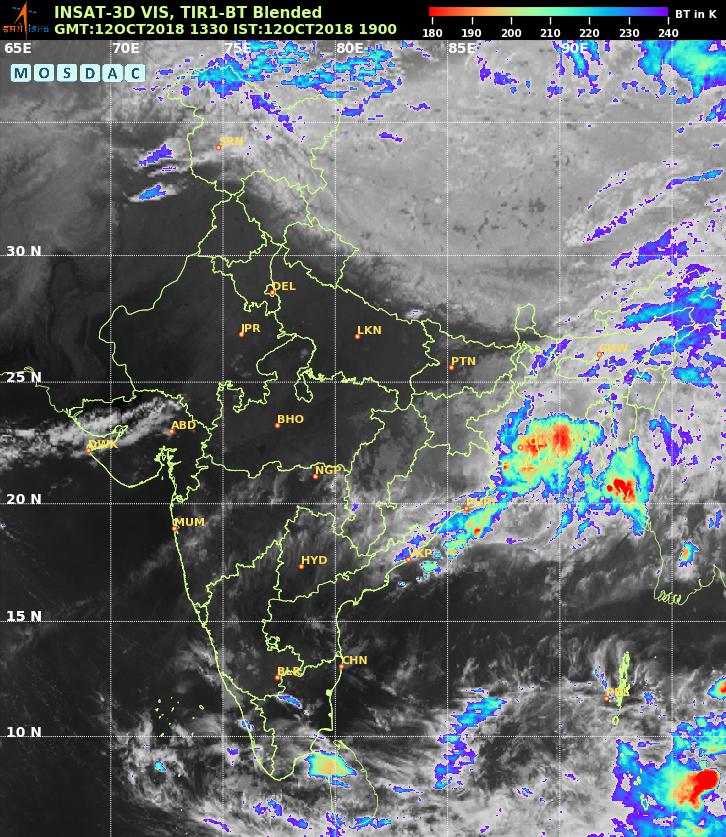 INSAT-3D VIS, TIR1-BT Blended
GMT:12OCT2018 1330 IST:12OCT2018 1900
BT in K
180 190 200 210 220 230 240
65E 70E 75E 80E 85E 90E
MOSDAC
SRN
30 N
DEL
JPR
LKN
GUW
PTN
25 N
ABD
BHO
DWK
KOL
NGP
20 N
MUM
HYD
15 N
CHN
BLR
PBL
10 N